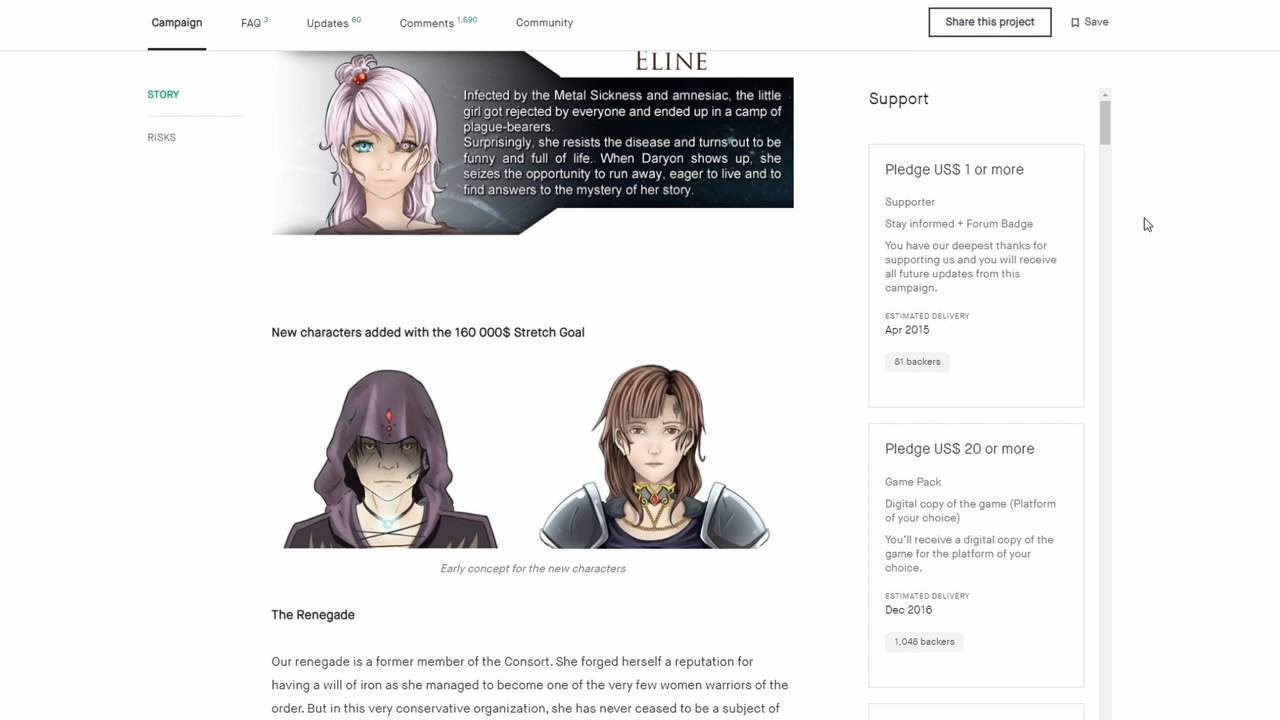 Campaign
FAQ 3
Updates 60
Comments 1,690
Community
Share this project
Save
STORY
RISKS
ELINE
Infected by the Metal Sickness and amnesiac, the little
girl got rejected by everyone and ended up in a camp of
plague-bearers.
Surprisingly, she resists the disease and turns out to be
funny and full of life. When Daryon shows up, she
seizes the opportunity to run away, eager to live and to
find answers to the mystery of her story.
New characters added with the 160 000$ Stretch Goal
Early concept for the new characters
The Renegade
Our renegade is a former member of the Consort. She forged herself a reputation for
having a will of iron as she managed to become one of the very few women warriors of the
order. But in this very conservative organization, she has never ceased to be a subject of
Support
Pledge US$ 1 or more
Supporter
Stay informed + Forum Badge
You have our deepest thanks for
supporting us and you will receive
all future updates from this
campaign.
ESTIMATED DELIVERY
Apr 2015
81 backers
Pledge US$ 20 or more
Game Pack
Digital copy of the game (Platform
of your choice)
You'll receive a digital copy of the
game for the platform of your
choice.
ESTIMATED DELIVERY
Dec 2016
1,048 backers